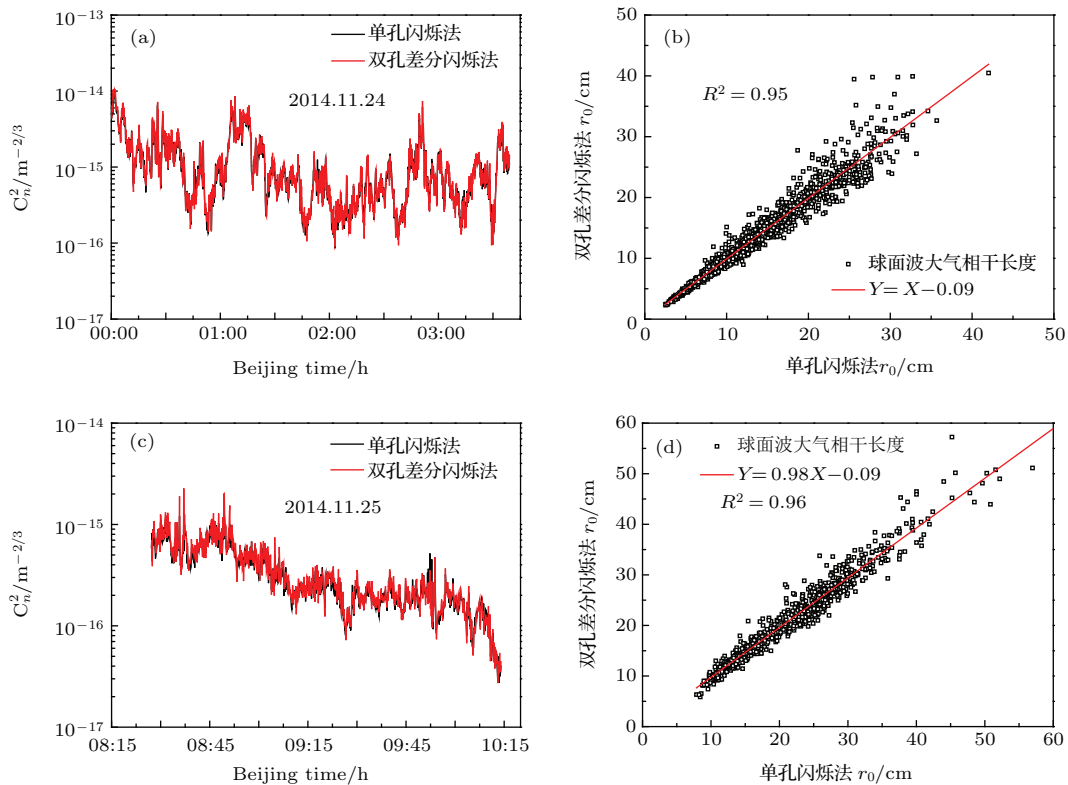 (a)
单孔闪烁法
双孔差分闪烁法
2014.11.24
10⁻¹³
10⁻¹⁴
10⁻¹⁵
10⁻¹⁶
10⁻¹⁷
C²ₙ/m⁻²ᐟ³
00:00 01:00 02:00 03:00
Beijing time/h
(b)
R² = 0.95
球面波大气相干长度
Y = X−0.09
50
40
30
20
10
0
双孔差分闪烁法 r₀/cm
0 10 20 30 40 50
单孔闪烁法r₀/cm
(c)
单孔闪烁法
双孔差分闪烁法
2014.11.25
10⁻¹⁴
10⁻¹⁵
10⁻¹⁶
10⁻¹⁷
C²ₙ/m⁻²ᐟ³
08:15 08:45 09:15 09:45 10:15
Beijing time/h
(d)
球面波大气相干长度
Y = 0.98X−0.09
R² = 0.96
60
50
40
30
20
10
0
双孔差分闪烁法 r₀/cm
0 10 20 30 40 50 60
单孔闪烁法 r₀/cm